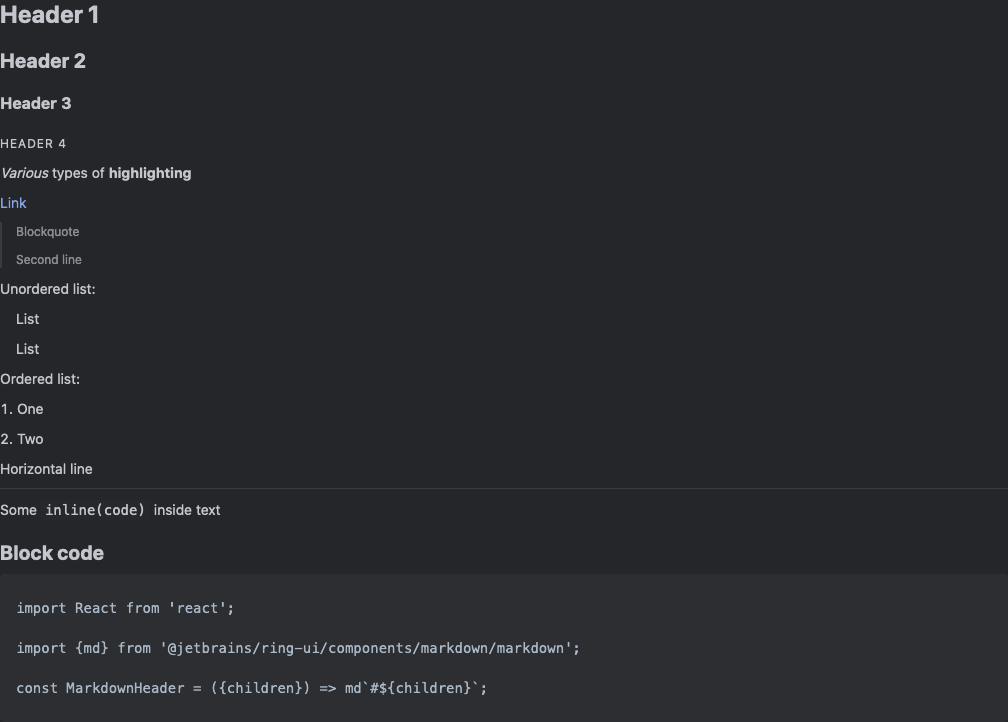 Header 1
Header 2
Header 3
HEADER 4
Various types of highlighting
Link
Blockquote
Second line
Unordered list:
List
List
Ordered list:
1. One
2. Two
Horizontal line
Some inline(code) inside text
Block code
import React from 'react';
import {md} from '@jetbrains/ring-ui/components/markdown/markdown';
const MarkdownHeader = ({children}) => md`#${children}`;